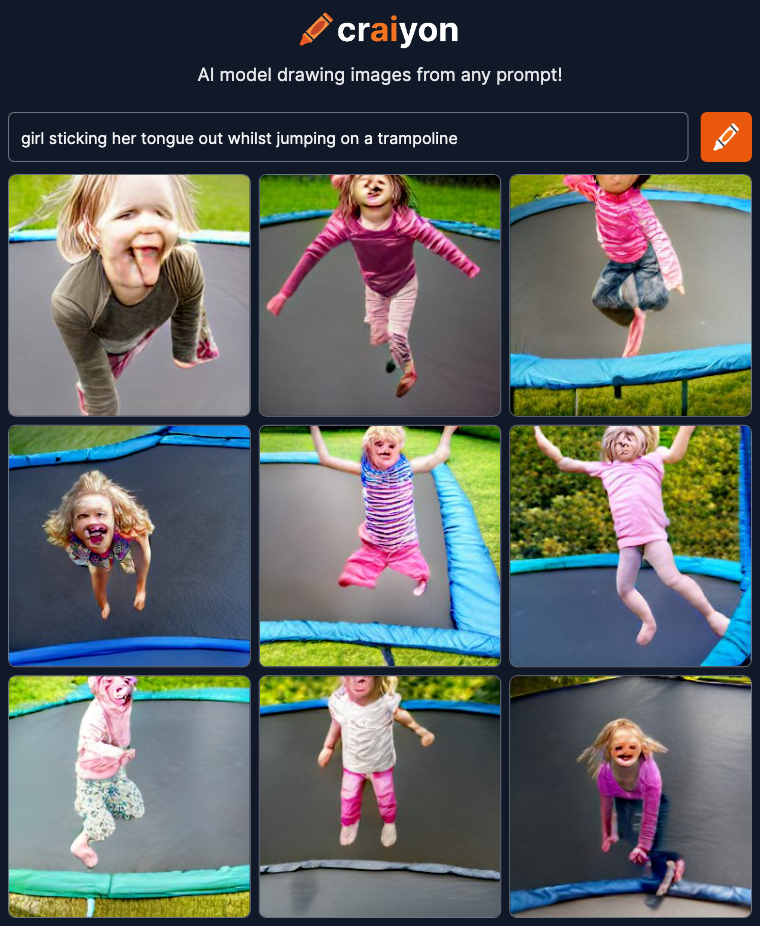 craiyon
AI model drawing images from any prompt!
girl sticking her tongue out whilst jumping on a trampoline